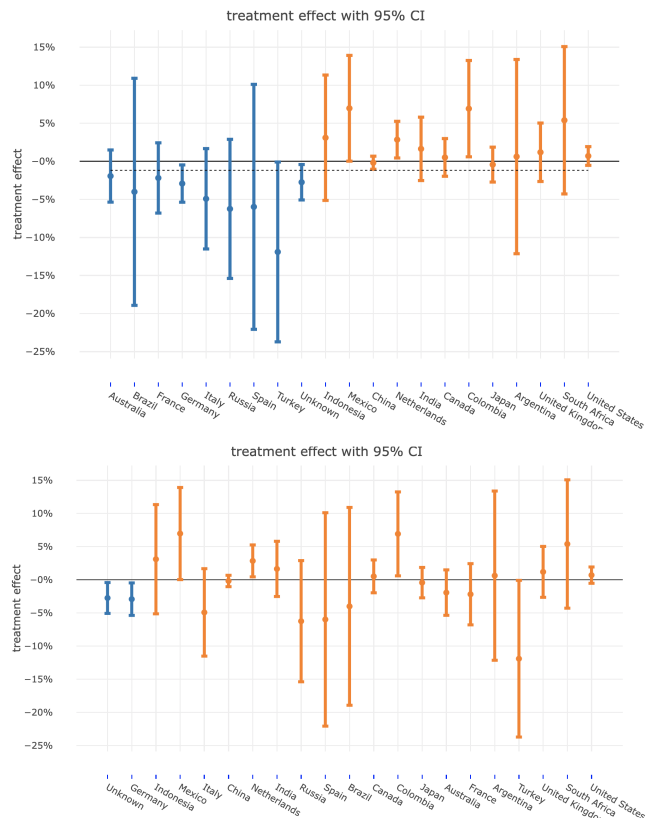 treatment effect with 95% CI
15%
10%
5%
−0%
−5%
−10%
−15%
−20%
−25%
treatment effect
Australia
Brazil
France
Germany
Italy
Russia
Spain
Turkey
Unknown
Indonesia
Mexico
China
Netherlands
India
Canada
Colombia
Japan
Argentina
United Kingdom
South Africa
United States
treatment effect with 95% CI
15%
10%
5%
−0%
−5%
−10%
−15%
−20%
−25%
treatment effect
Unknown
Germany
Indonesia
Mexico
Italy
China
Netherlands
India
Russia
Spain
Brazil
Canada
Colombia
Japan
Australia
France
Argentina
Turkey
United Kingdom
South Africa
United States